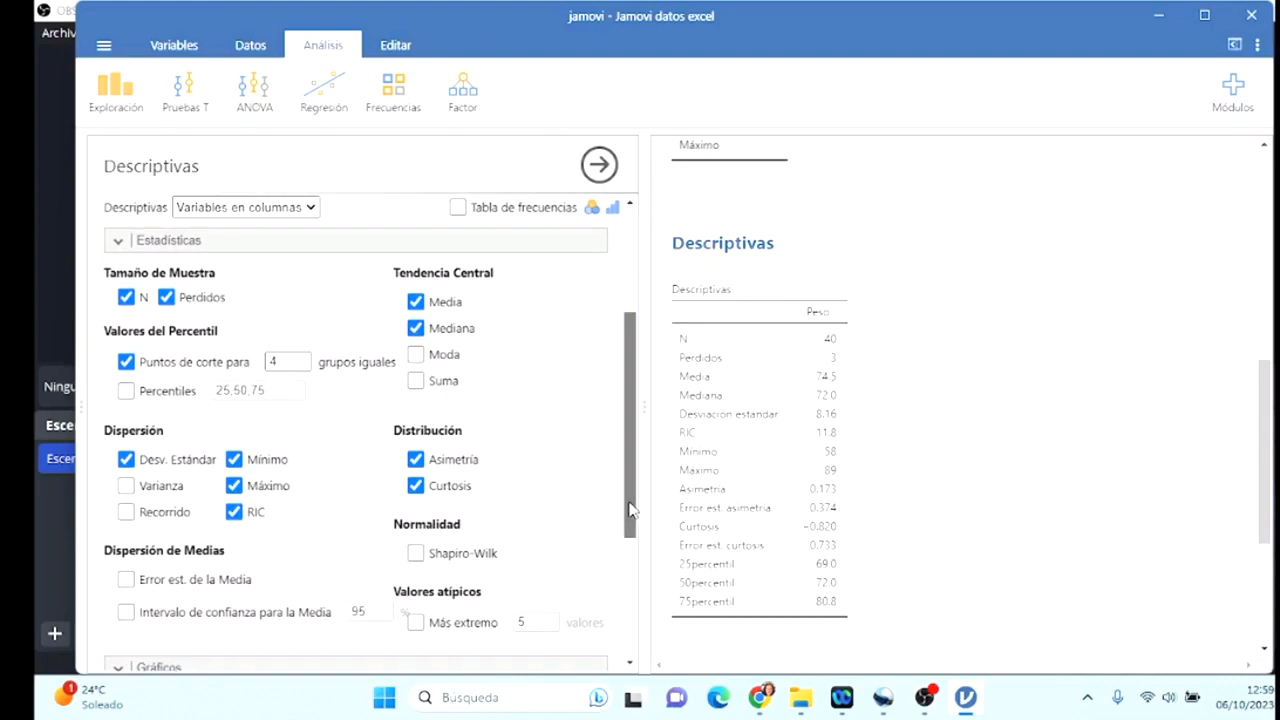 OBS
jamovi - Jamovi datos excel
Archiv
Variables
Datos
Análisis
Editar
Exploración
Pruebas T
ANOVA
Regresión
Frecuencias
Factor
Módulos
Descriptivas
Descriptivas
Variables en columnas
Tabla de frecuencias
Estadísticas
Tamaño de Muestra
N
Perdidos
Valores del Percentil
Puntos de corte para 4 grupos iguales
Percentiles 25,50,75
Dispersión
Desv. Estándar
Mínimo
Varianza
Máximo
Recorrido
RIC
Dispersión de Medias
Error est. de la Media
Intervalo de confianza para la Media 95 %
Tendencia Central
Media
Mediana
Moda
Suma
Distribución
Asimetría
Curtosis
Normalidad
Shapiro-Wilk
Valores atípicos
Más extremo 5 valores
Gráficos
Máximo
Descriptivas
Descriptivas
Peso
N 40
Perdidos 3
Media 74.5
Mediana 72.0
Desviación estándar 8.16
RIC 11.8
Mínimo 58
Máximo 89
Asimetría 0.173
Error est. asimetría 0.374
Curtosis -0.820
Error est. curtosis 0.733
25percentil 69.0
50percentil 72.0
75percentil 80.8
Ningu
Esce
Escer
1
24°C
Soleado
Búsqueda
12:59
06/10/2023